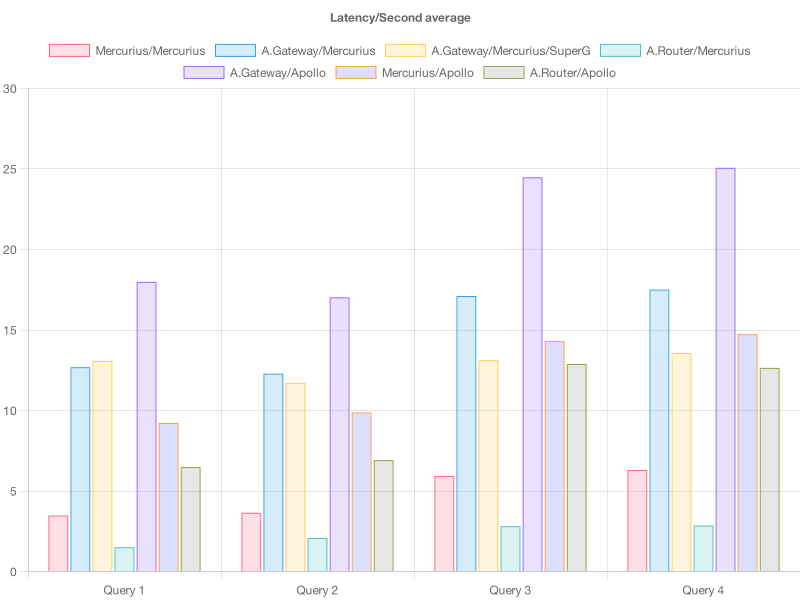 Latency/Second average
Mercurius/Mercurius A.Gateway/Mercurius A.Gateway/Mercurius/SuperG A.Router/Mercurius
A.Gateway/Apollo Mercurius/Apollo A.Router/Apollo
30
25
20
15
10
5
0
Query 1 Query 2 Query 3 Query 4